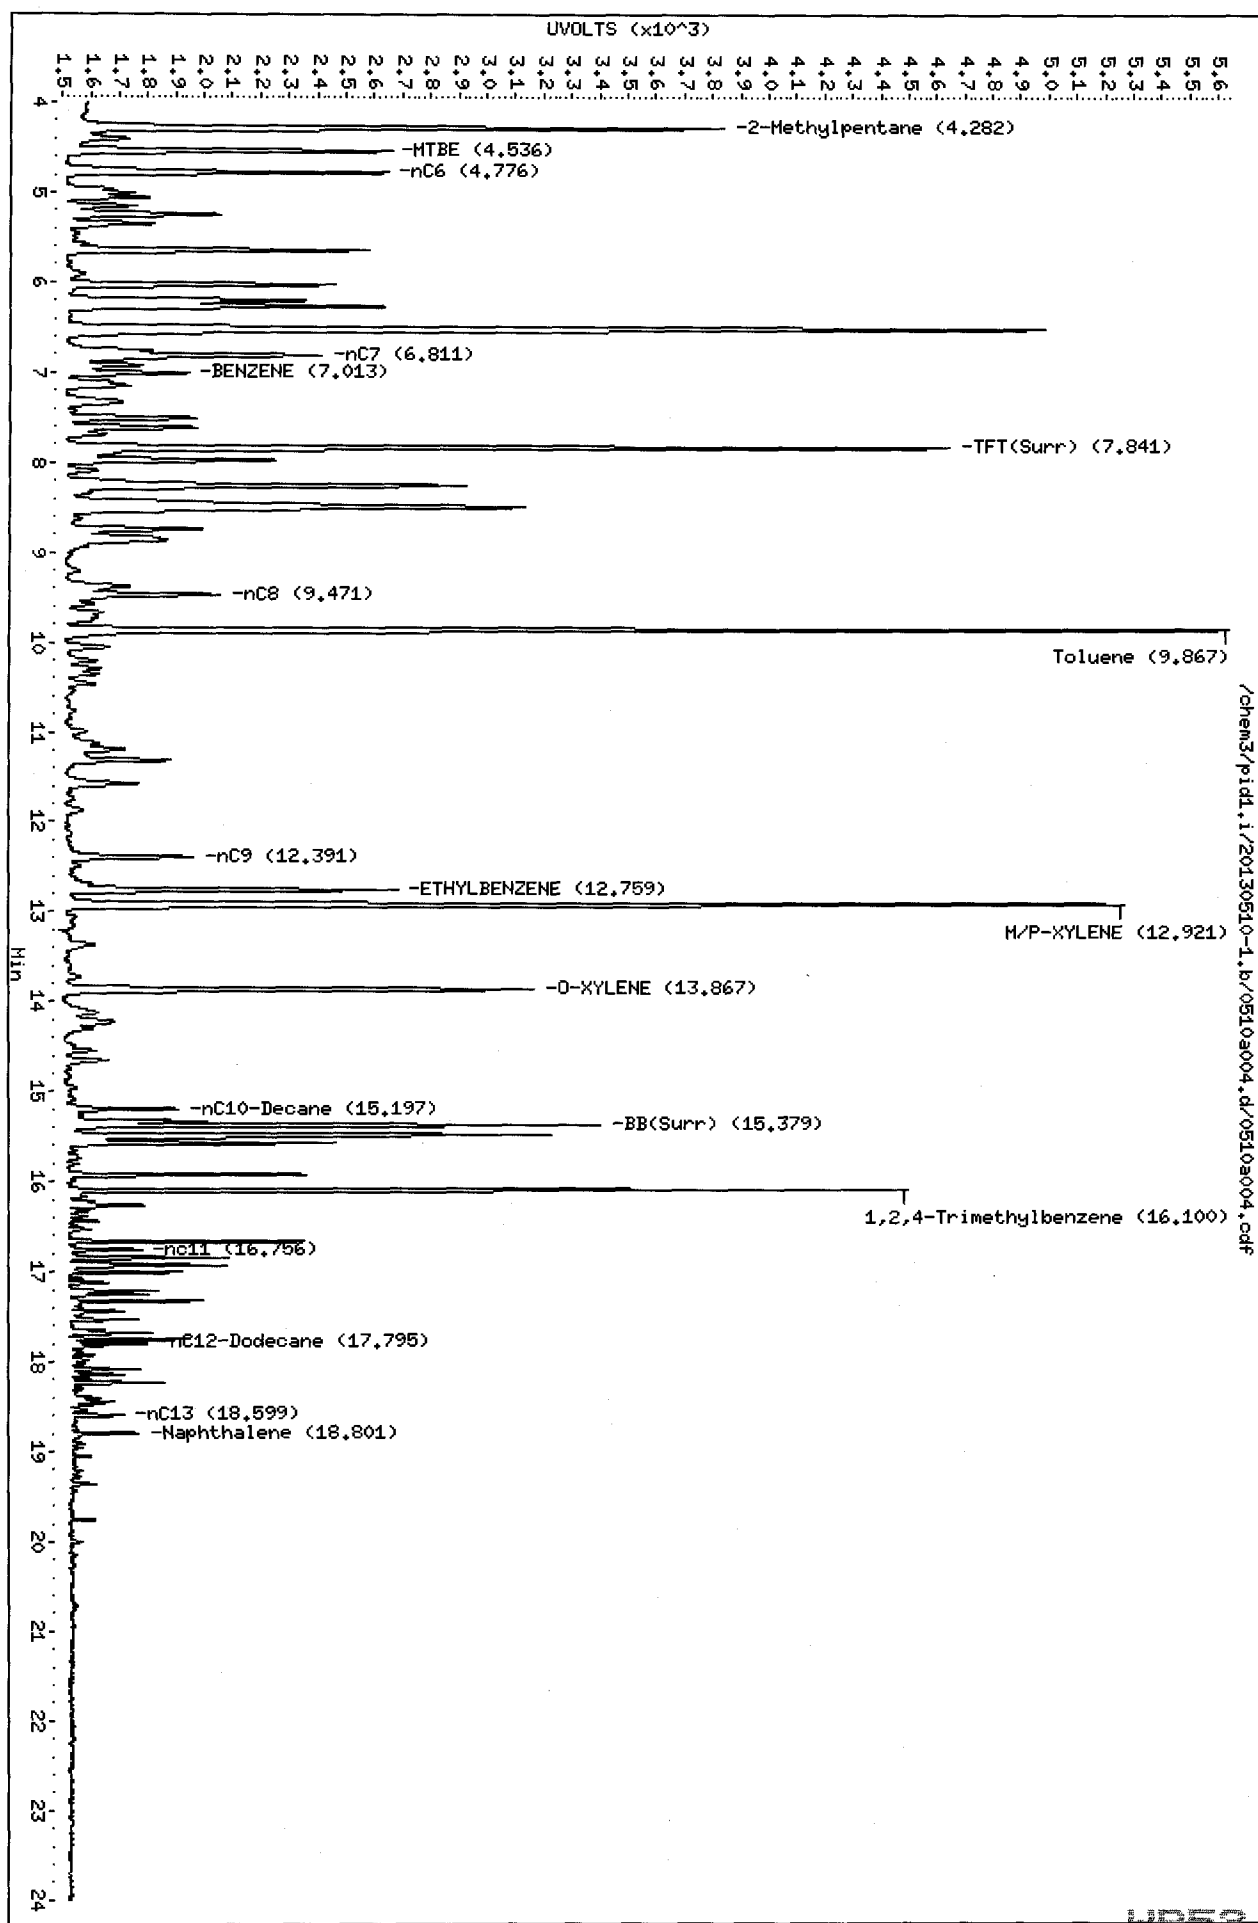 UVOLTS (x10^3)
1.5
1.6
1.7
1.8
1.9
2.0
2.1
2.2
2.3
2.4
2.5
2.6
2.7
2.8
2.9
3.0
3.1
3.2
3.3
3.4
3.5
3.6
3.7
3.8
3.9
4.0
4.1
4.2
4.3
4.4
4.5
4.6
4.7
4.8
4.9
5.0
5.1
5.2
5.3
5.4
5.5
5.6
4
-2-Methylpentane (4.282)
-MTBE (4.536)
-nC6 (4.776)
5
6
-nC7 (6.811)
-BENZENE (7.013)
7
-TFT(Surr) (7.841)
8
9
-nC8 (9.471)
10
Toluene (9.867)
11
12
-nC9 (12.391)
-ETHYLBENZENE (12.759)
13
M/P-XYLENE (12.921)
-O-XYLENE (13.867)
14
15
-nC10-Decane (15.197)
-BB(Surr) (15.379)
16
1,2,4-Trimethylbenzene (16.100)
-nc11 (16.756)
17
-nC12-Dodecane (17.795)
18
-nC13 (18.599)
-Naphthalene (18.801)
19
20
21
22
23
24
Min
/chem3/pid1.i/20130510-1.b/0510a004.d/0510a004.cdf